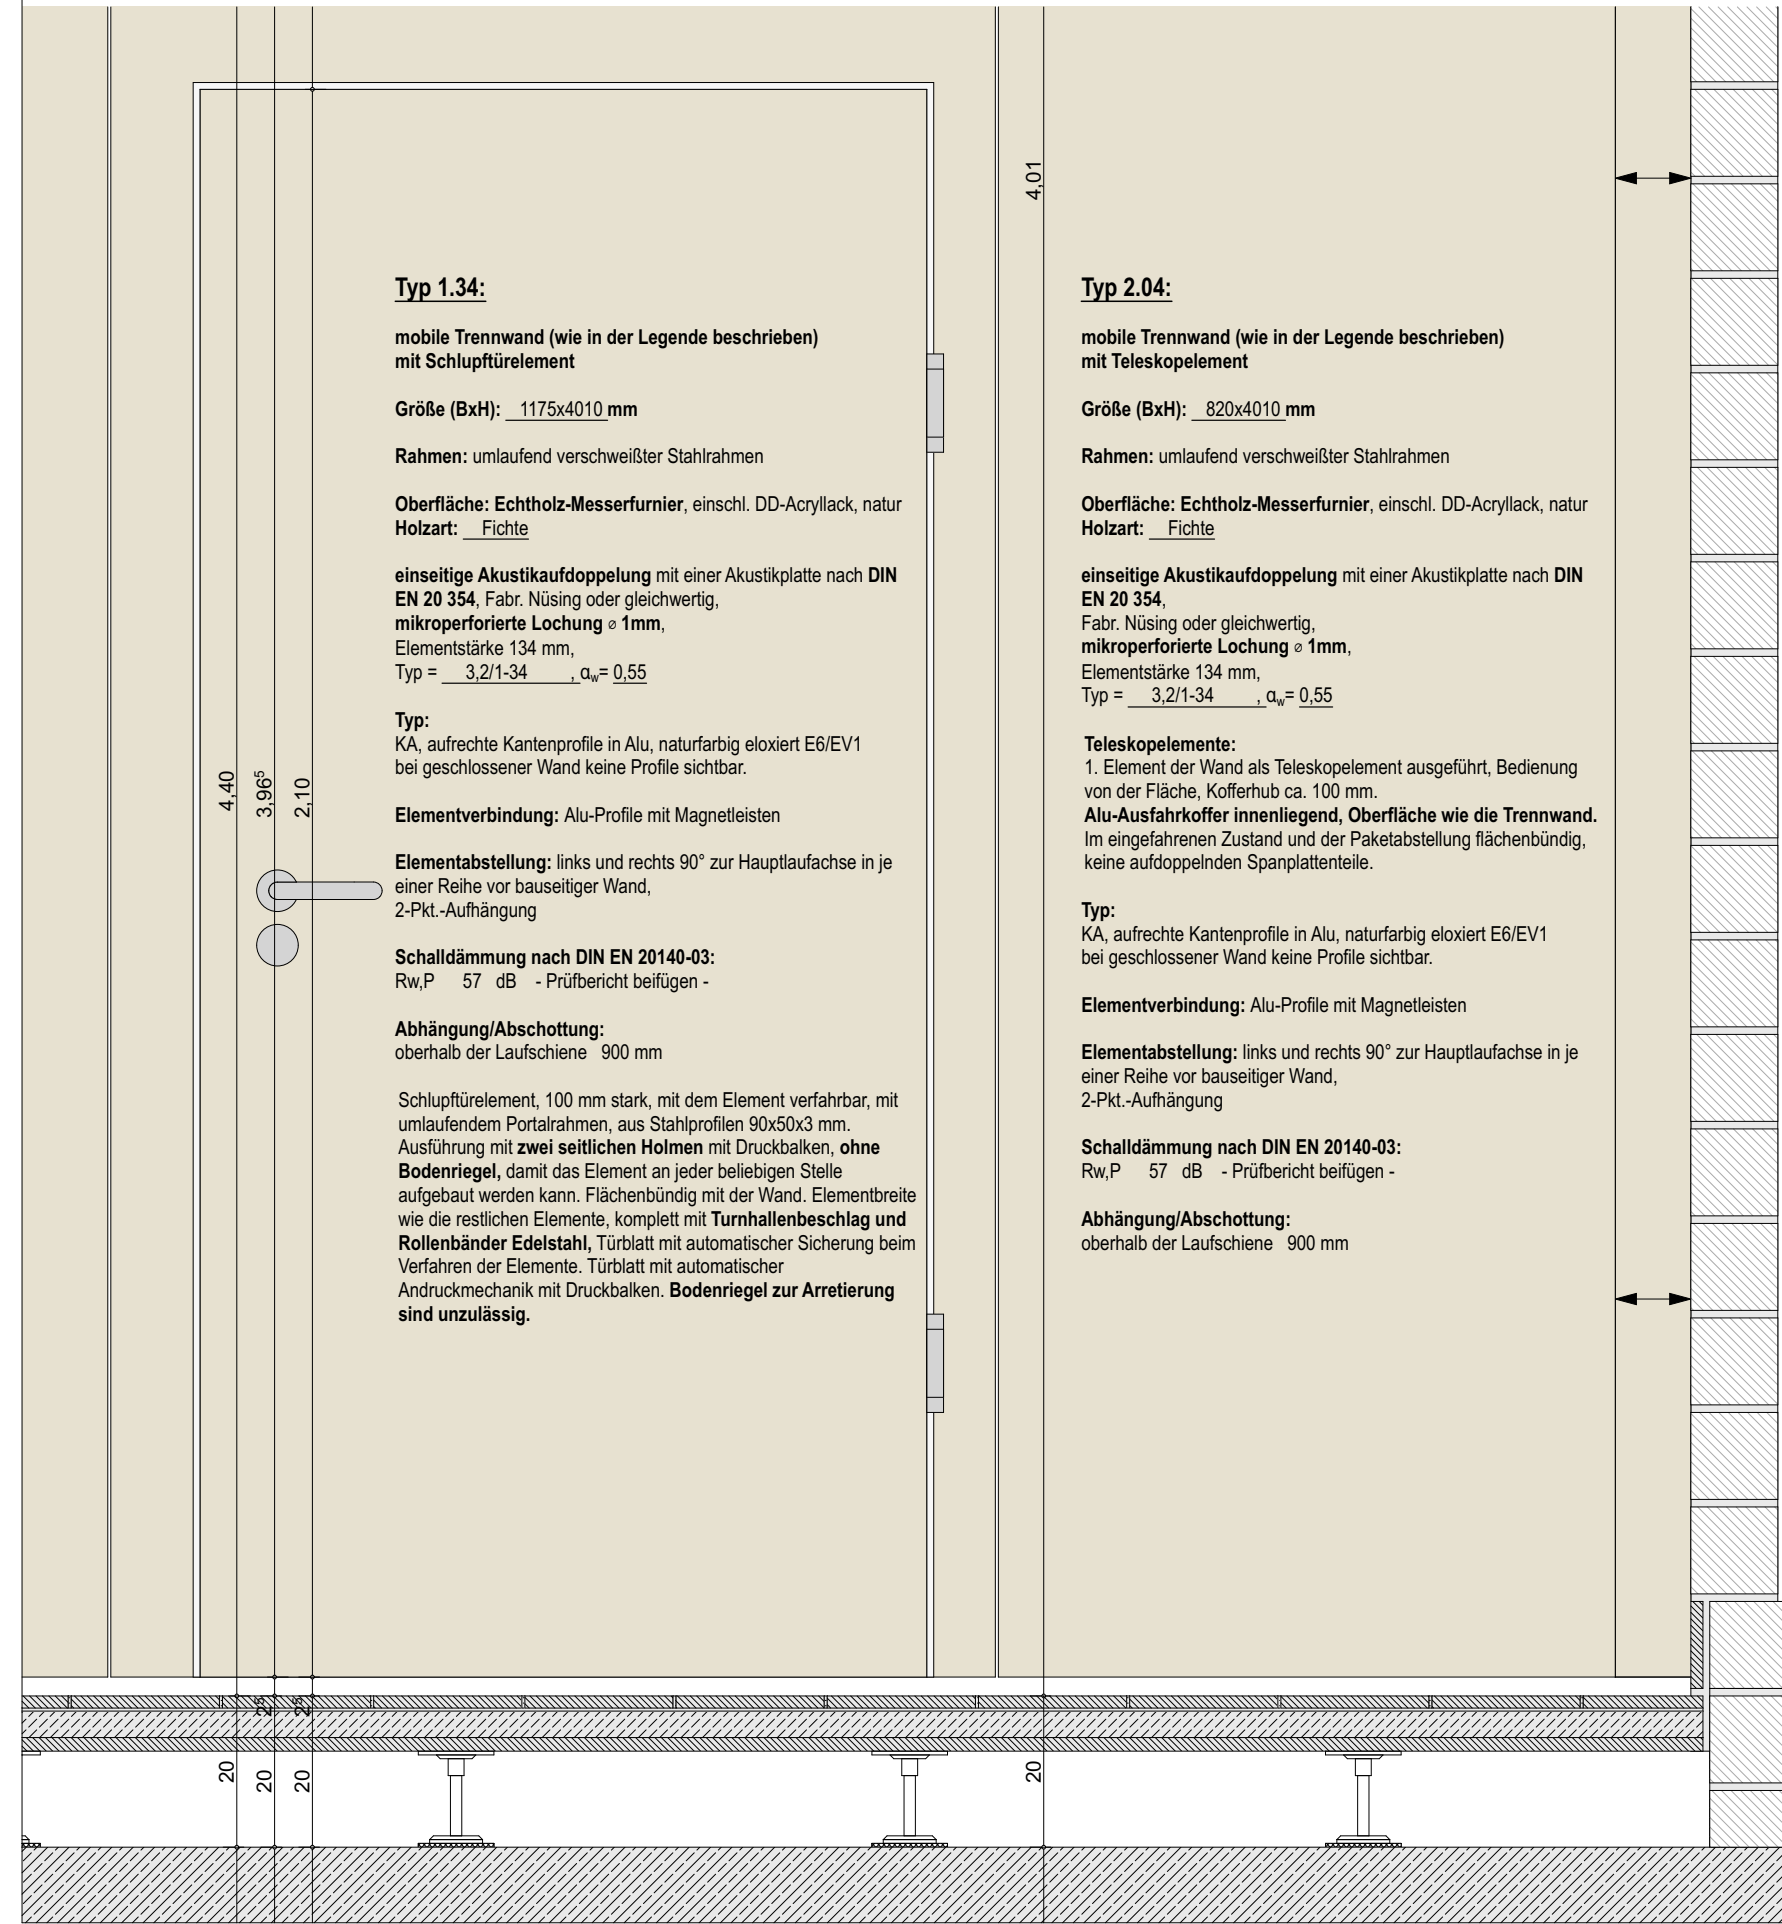 4,01
Typ 1.34:
mobile Trennwand (wie in der Legende beschrieben)
mit Schlupftürelement
Größe (BxH): 1175x4010 mm
Rahmen: umlaufend verschweißter Stahlrahmen
Oberfläche: Echtholz-Messerfurnier, einschl. DD-Acryllack, natur
Holzart: Fichte
einseitige Akustikaufdoppelung mit einer Akustikplatte nach DIN
EN 20 354, Fabr. Nüsing oder gleichwertig,
mikroperforierte Lochung ⌀ 1mm,
Elementstärke 134 mm,
Typ = 3,2/1-34 , αw= 0,55
Typ:
KA, aufrechte Kantenprofile in Alu, naturfarbig eloxiert E6/EV1
bei geschlossener Wand keine Profile sichtbar.
Elementverbindung: Alu-Profile mit Magnetleisten
Elementabstellung: links und rechts 90° zur Hauptlaufachse in je
einer Reihe vor bauseitiger Wand,
2-Pkt.-Aufhängung
Schalldämmung nach DIN EN 20140-03:
Rw,P 57 dB - Prüfbericht beifügen -
Abhängung/Abschottung:
oberhalb der Laufschiene 900 mm
Schlupftürelement, 100 mm stark, mit dem Element verfahrbar, mit
umlaufendem Portalrahmen, aus Stahlprofilen 90x50x3 mm.
Ausführung mit zwei seitlichen Holmen mit Druckbalken, ohne
Bodenriegel, damit das Element an jeder beliebigen Stelle
aufgebaut werden kann. Flächenbündig mit der Wand. Elementbreite
wie die restlichen Elemente, komplett mit Turnhallenbeschlag und
Rollenbänder Edelstahl, Türblatt mit automatischer Sicherung beim
Verfahren der Elemente. Türblatt mit automatischer
Andruckmechanik mit Druckbalken. Bodenriegel zur Arretierung
sind unzulässig.
Typ 2.04:
mobile Trennwand (wie in der Legende beschrieben)
mit Teleskopelement
Größe (BxH): 820x4010 mm
Rahmen: umlaufend verschweißter Stahlrahmen
Oberfläche: Echtholz-Messerfurnier, einschl. DD-Acryllack, natur
Holzart: Fichte
einseitige Akustikaufdoppelung mit einer Akustikplatte nach DIN
EN 20 354,
Fabr. Nüsing oder gleichwertig,
mikroperforierte Lochung ⌀ 1mm,
Elementstärke 134 mm,
Typ = 3,2/1-34 , αw= 0,55
Teleskopelemente:
1. Element der Wand als Teleskopelement ausgeführt, Bedienung
von der Fläche, Kofferhub ca. 100 mm.
Alu-Ausfahrkoffer innenliegend, Oberfläche wie die Trennwand.
Im eingefahrenen Zustand und der Paketabstellung flächenbündig,
keine aufdoppelnden Spanplattenteile.
Typ:
KA, aufrechte Kantenprofile in Alu, naturfarbig eloxiert E6/EV1
bei geschlossener Wand keine Profile sichtbar.
Elementverbindung: Alu-Profile mit Magnetleisten
Elementabstellung: links und rechts 90° zur Hauptlaufachse in je
einer Reihe vor bauseitiger Wand,
2-Pkt.-Aufhängung
Schalldämmung nach DIN EN 20140-03:
Rw,P 57 dB - Prüfbericht beifügen -
Abhängung/Abschottung:
oberhalb der Laufschiene 900 mm
4,40
3,96⁵
2,10
2⁵
2⁵
20
20
20
20